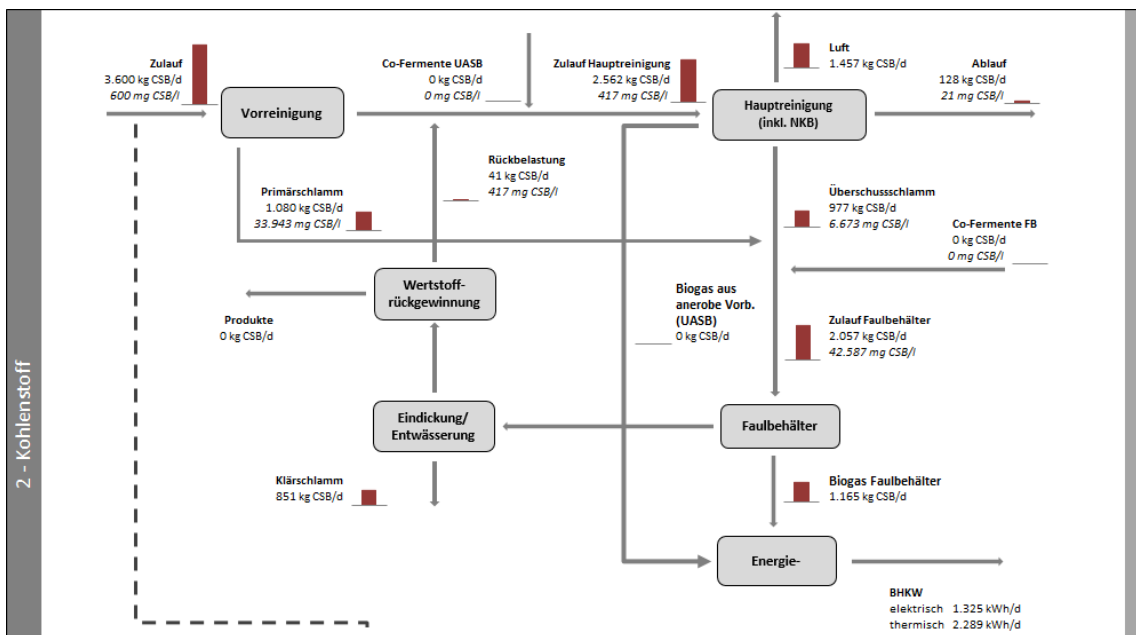 2 - Kohlenstoff
Zulauf
3.600 kg CSB/d
600 mg CSB/l
Vorreinigung
Co-Fermente UASB
0 kg CSB/d
0 mg CSB/l
Zulauf Hauptreinigung
2.562 kg CSB/d
417 mg CSB/l
Luft
1.457 kg CSB/d
Hauptreinigung
(inkl. NKB)
Ablauf
128 kg CSB/d
21 mg CSB/l
Rückbelastung
41 kg CSB/d
417 mg CSB/l
Primärschlamm
1.080 kg CSB/d
33.943 mg CSB/l
Überschussschlamm
977 kg CSB/d
6.673 mg CSB/l
Co-Fermente FB
0 kg CSB/d
0 mg CSB/l
Wertstoff-
rückgewinnung
Produkte
0 kg CSB/d
Biogas aus
anerobe Vorb.
(UASB)
0 kg CSB/d
Zulauf Faulbehälter
2.057 kg CSB/d
42.587 mg CSB/l
Eindickung/
Entwässerung
Faulbehälter
Klärschlamm
851 kg CSB/d
Biogas Faulbehälter
1.165 kg CSB/d
Energie-
BHKW
elektrisch 1.325 kWh/d
thermisch 2.289 kWh/d